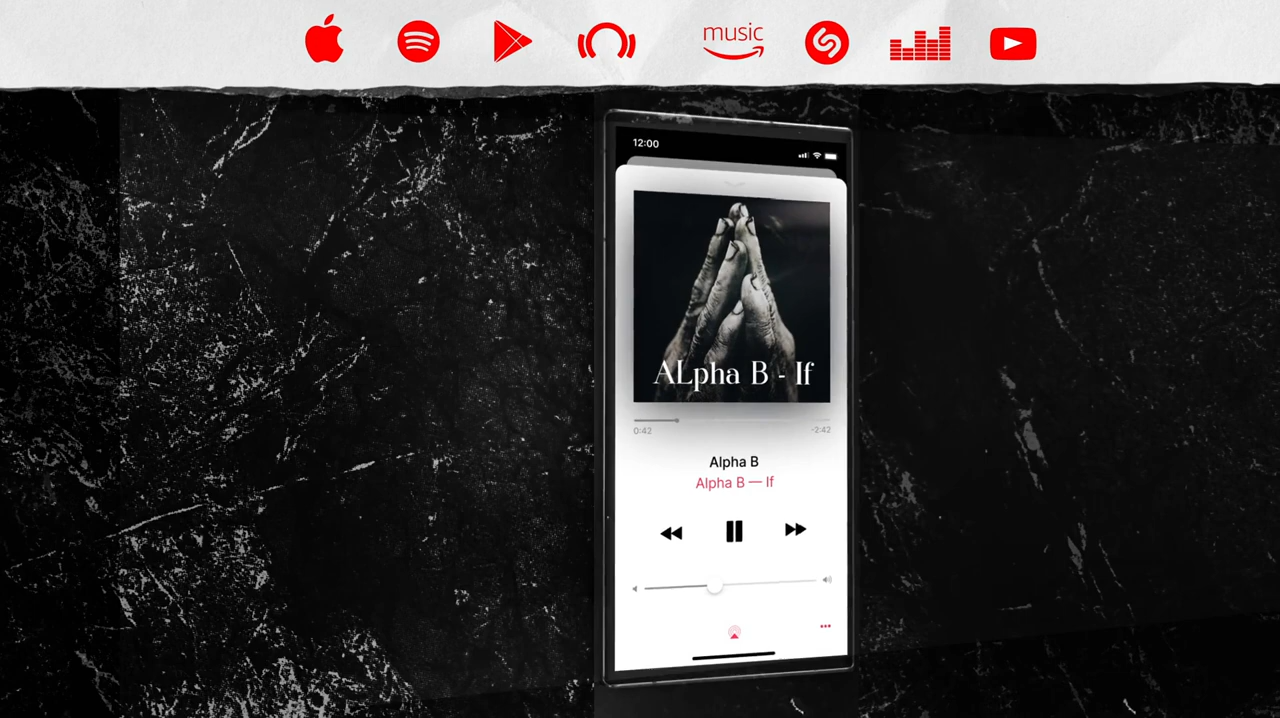 music
12:00
ALpha B - If
0:42
-2:42
Alpha B
Alpha B — If